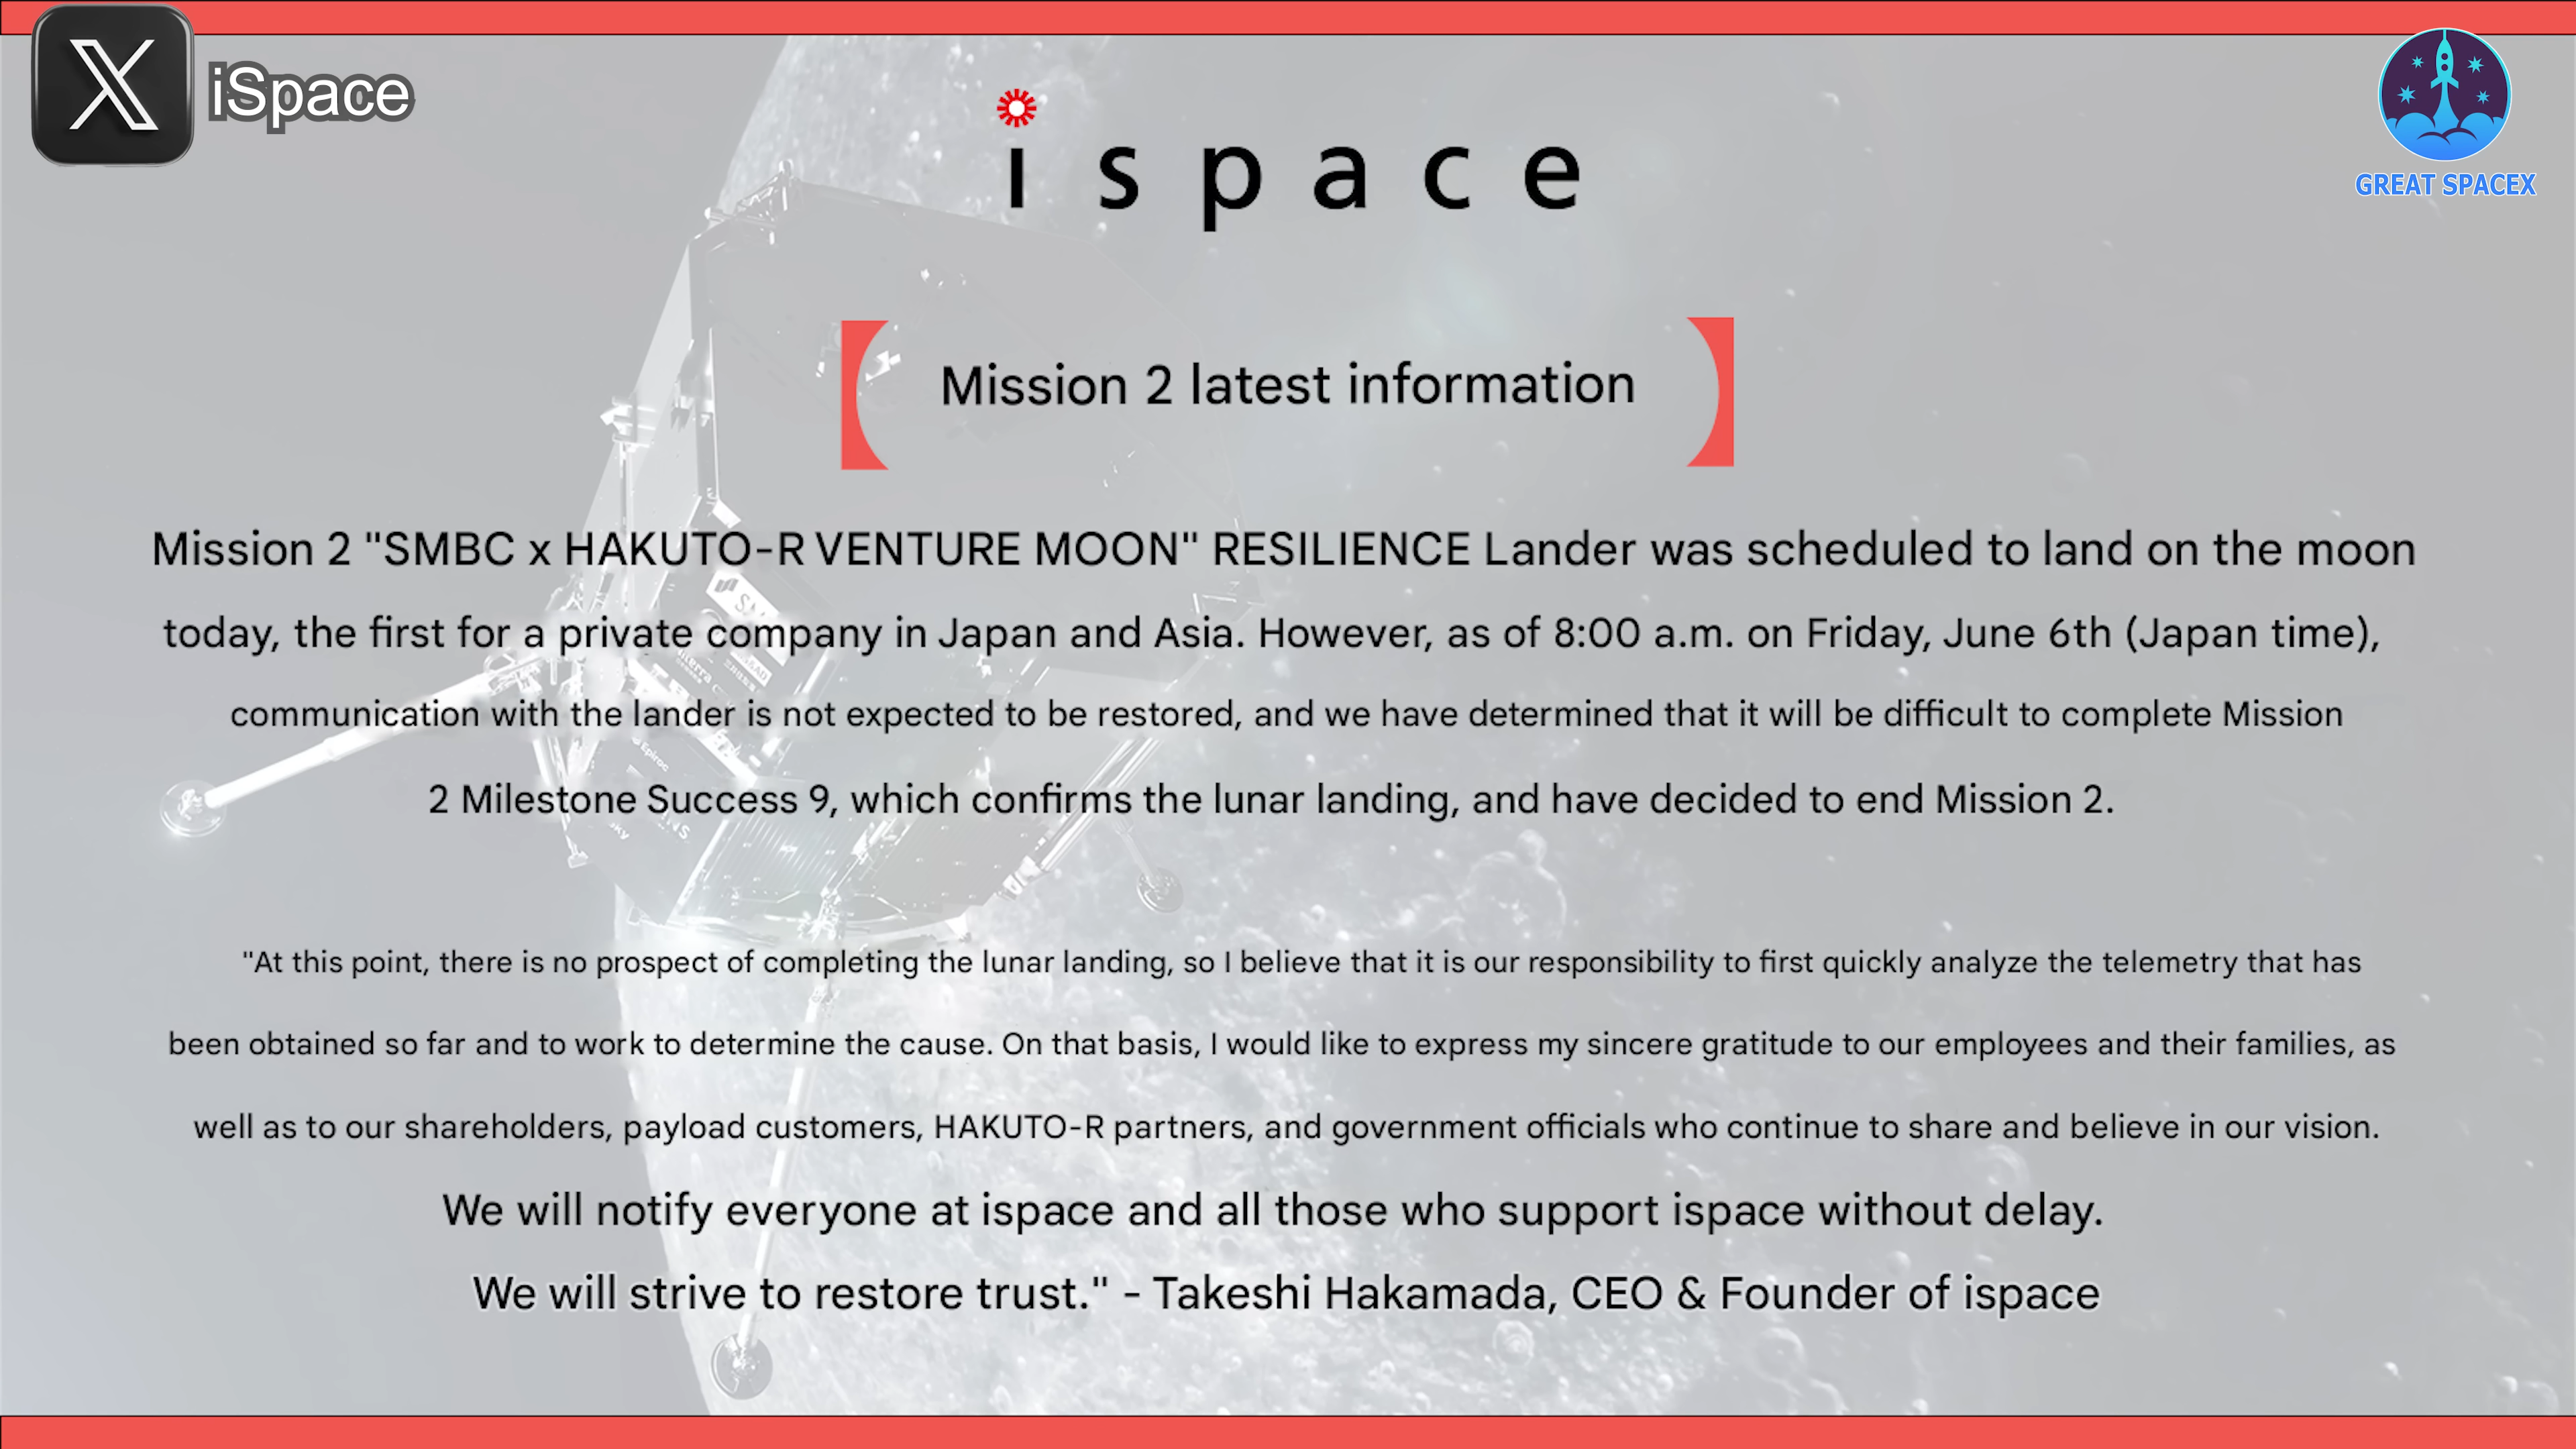 X iSpace
GREAT SPACEX
ispace
Mission 2 latest information
Mission 2 "SMBC x HAKUTO-R VENTURE MOON" RESILIENCE Lander was scheduled to land on the moon
today, the first for a private company in Japan and Asia. However, as of 8:00 a.m. on Friday, June 6th (Japan time),
communication with the lander is not expected to be restored, and we have determined that it will be difficult to complete Mission
2 Milestone Success 9, which confirms the lunar landing, and have decided to end Mission 2.
"At this point, there is no prospect of completing the lunar landing, so I believe that it is our responsibility to first quickly analyze the telemetry that has
been obtained so far and to work to determine the cause. On that basis, I would like to express my sincere gratitude to our employees and their families, as
well as to our shareholders, payload customers, HAKUTO-R partners, and government officials who continue to share and believe in our vision.
We will notify everyone at ispace and all those who support ispace without delay.
We will strive to restore trust." - Takeshi Hakamada, CEO & Founder of ispace
Epiroc